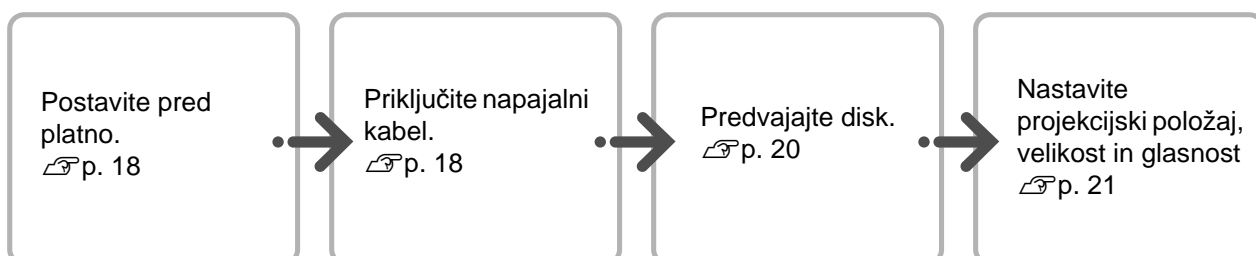 Postavite pred
platno.
☞p. 18
Priključite napajalni
kabel.
☞p. 18
Predvajajte disk.
☞p. 20
Nastavite
projekcijski položaj,
velikost in glasnost
☞p. 21